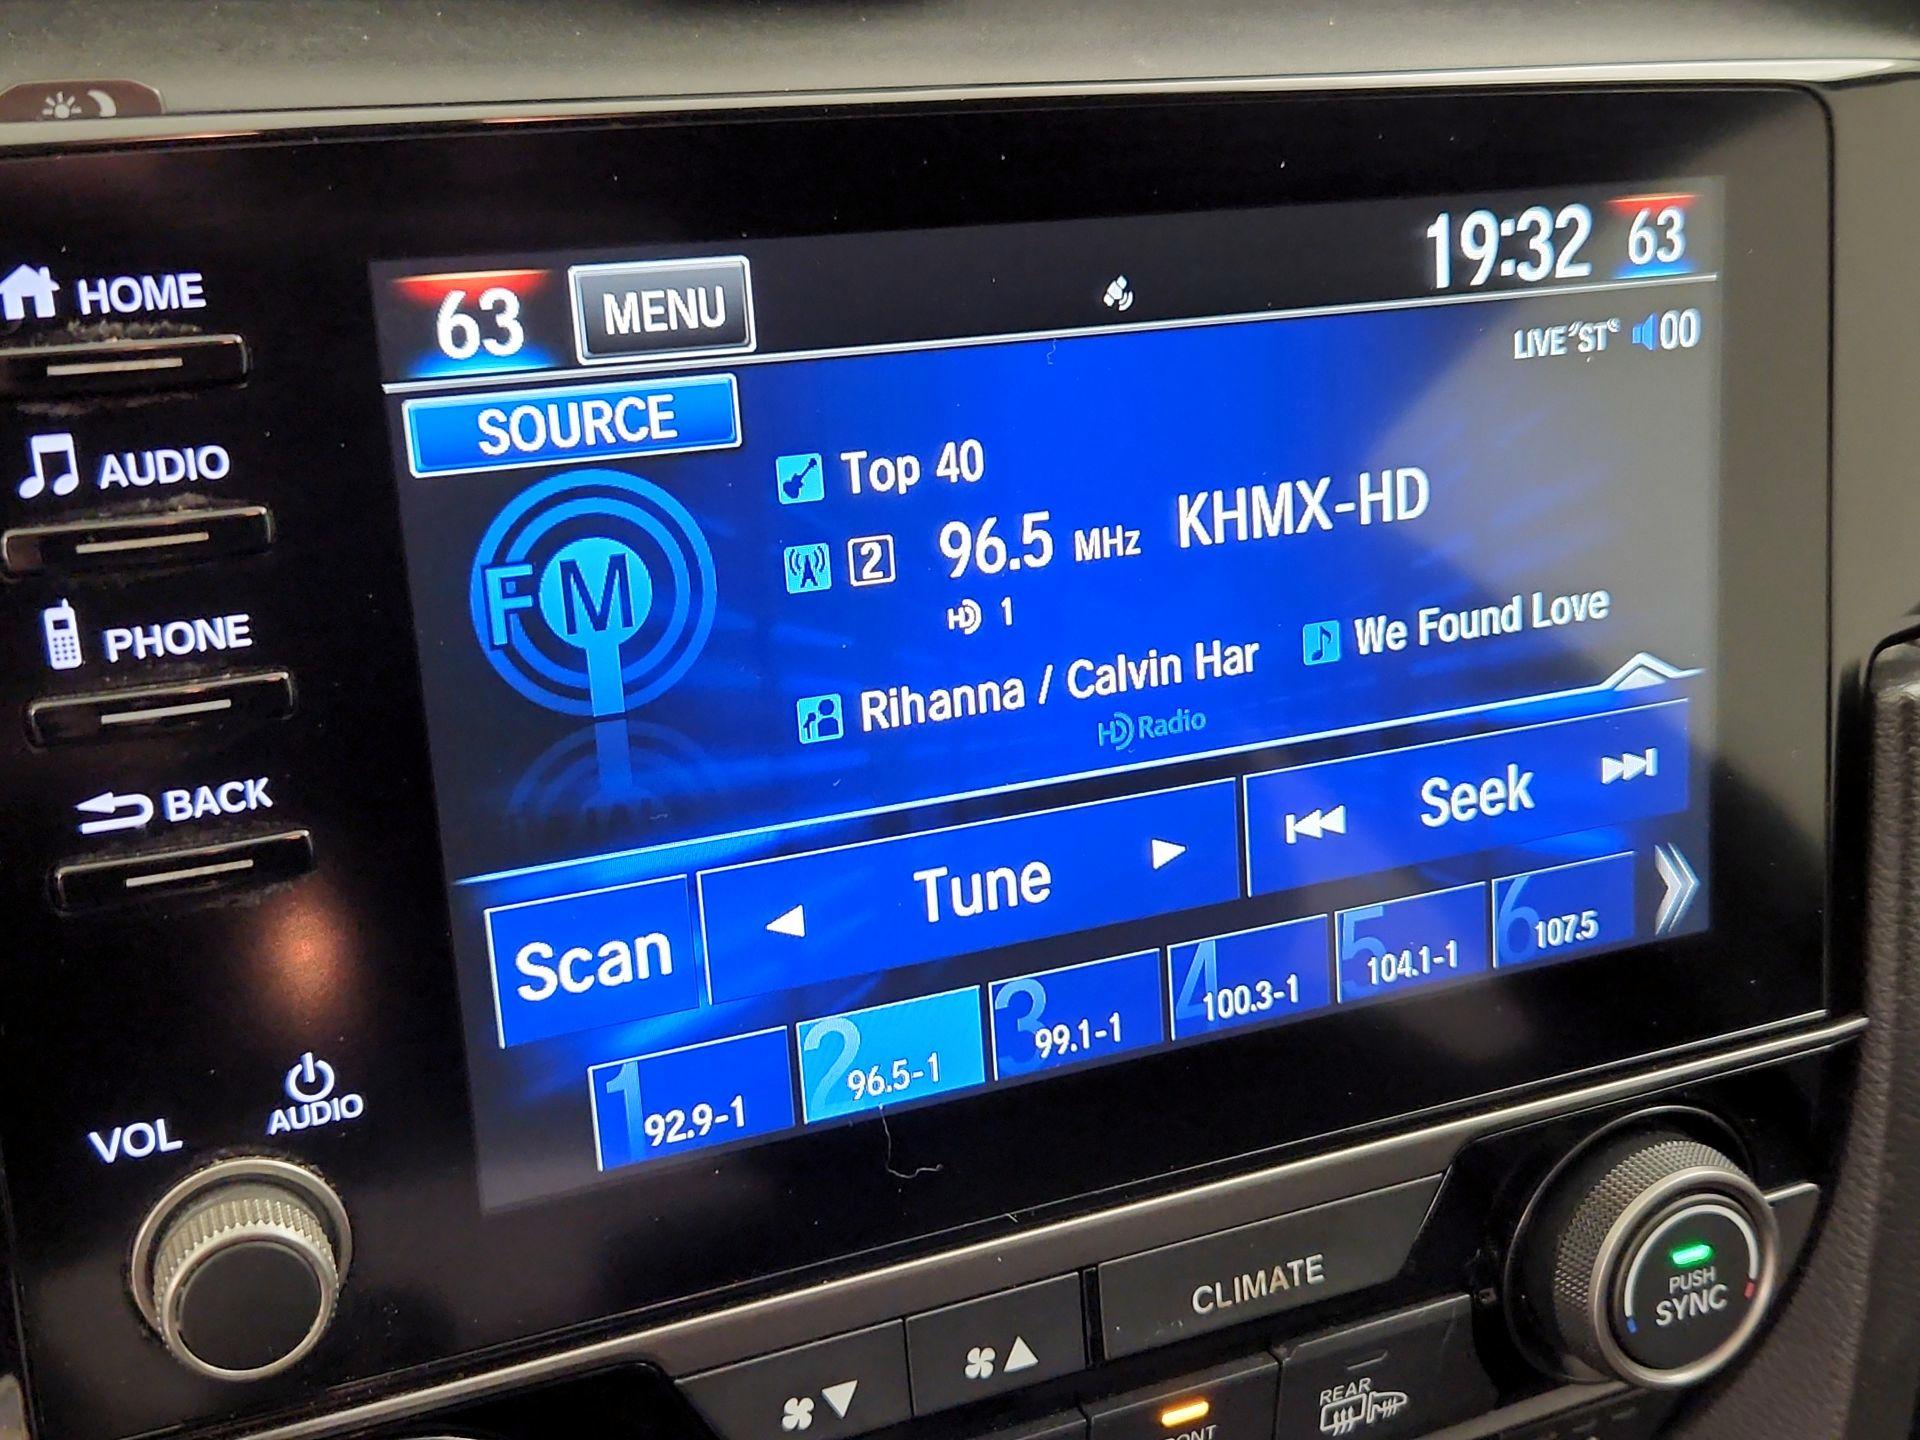 HOME
AUDIO
PHONE
BACK
VOL
AUDIO
63 MENU 19:32 63
SOURCE LIVE "ST" 00
FM
Top 40
2 96.5 MHz KHMX-HD
HD 1
Rihanna / Calvin Har We Found Love
HD Radio
Scan Tune Seek
1 92.9-1
2 96.5-1
3 99.1-1
4 100.3-1
5 104.1-1
6 107.5
CLIMATE
PUSH
SYNC
REAR